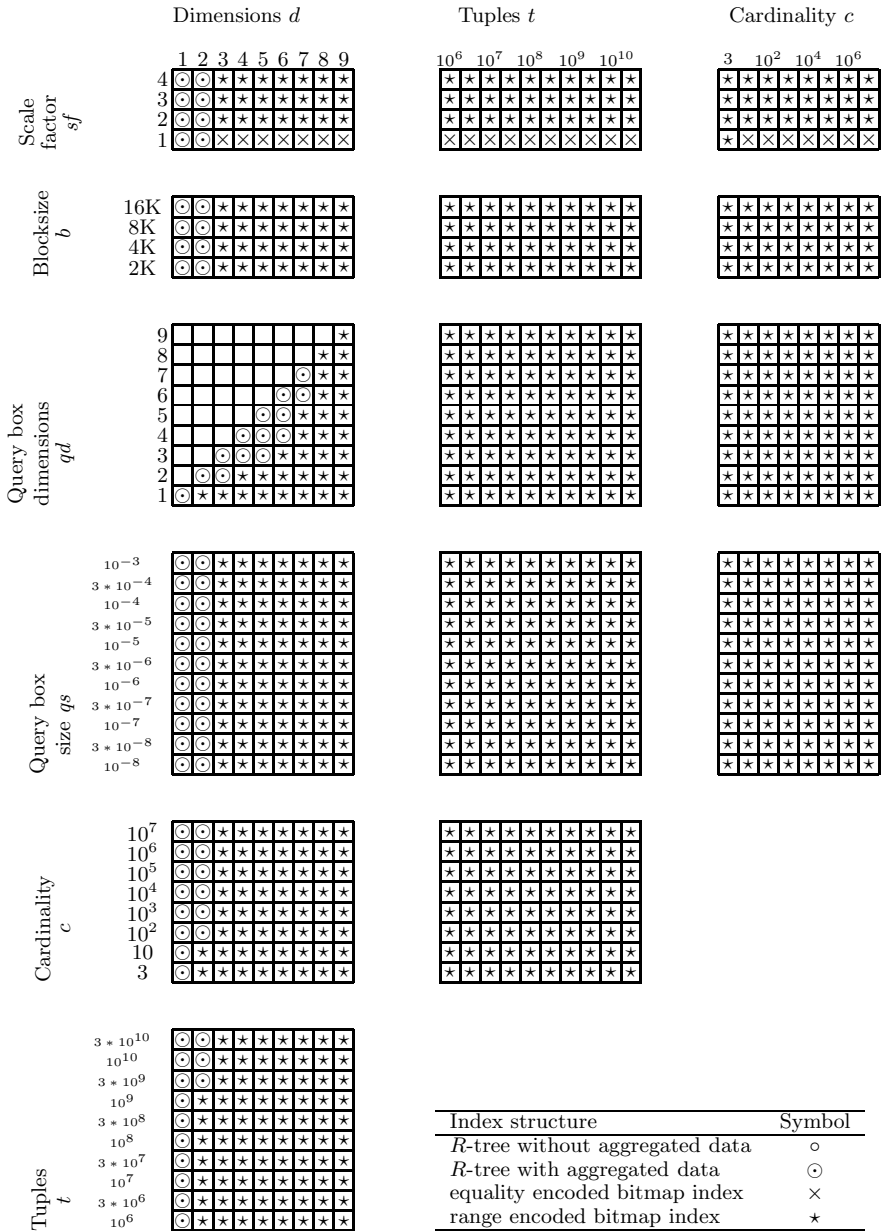 Dimensions d
Tuples t
Cardinality c
1 2 3 4 5 6 7 8 9
10^6 10^7 10^8 10^9 10^10
3 10^2 10^4 10^6
Scale
factor
sf
4
3
2
1
Blocksize
b
16K
8K
4K
2K
Query box
dimensions
qd
9
8
7
6
5
4
3
2
1
Query box
size qs
10^−3
3 * 10^−4
10^−4
3 * 10^−5
10^−5
3 * 10^−6
10^−6
3 * 10^−7
10^−7
3 * 10^−8
10^−8
Cardinality
c
10^7
10^6
10^5
10^4
10^3
10^2
10
3
Tuples
t
3 * 10^10
10^10
3 * 10^9
10^9
3 * 10^8
10^8
3 * 10^7
10^7
3 * 10^6
10^6
Index structure Symbol
R-tree without aggregated data ∘
R-tree with aggregated data ⊙
equality encoded bitmap index ×
range encoded bitmap index ⋆